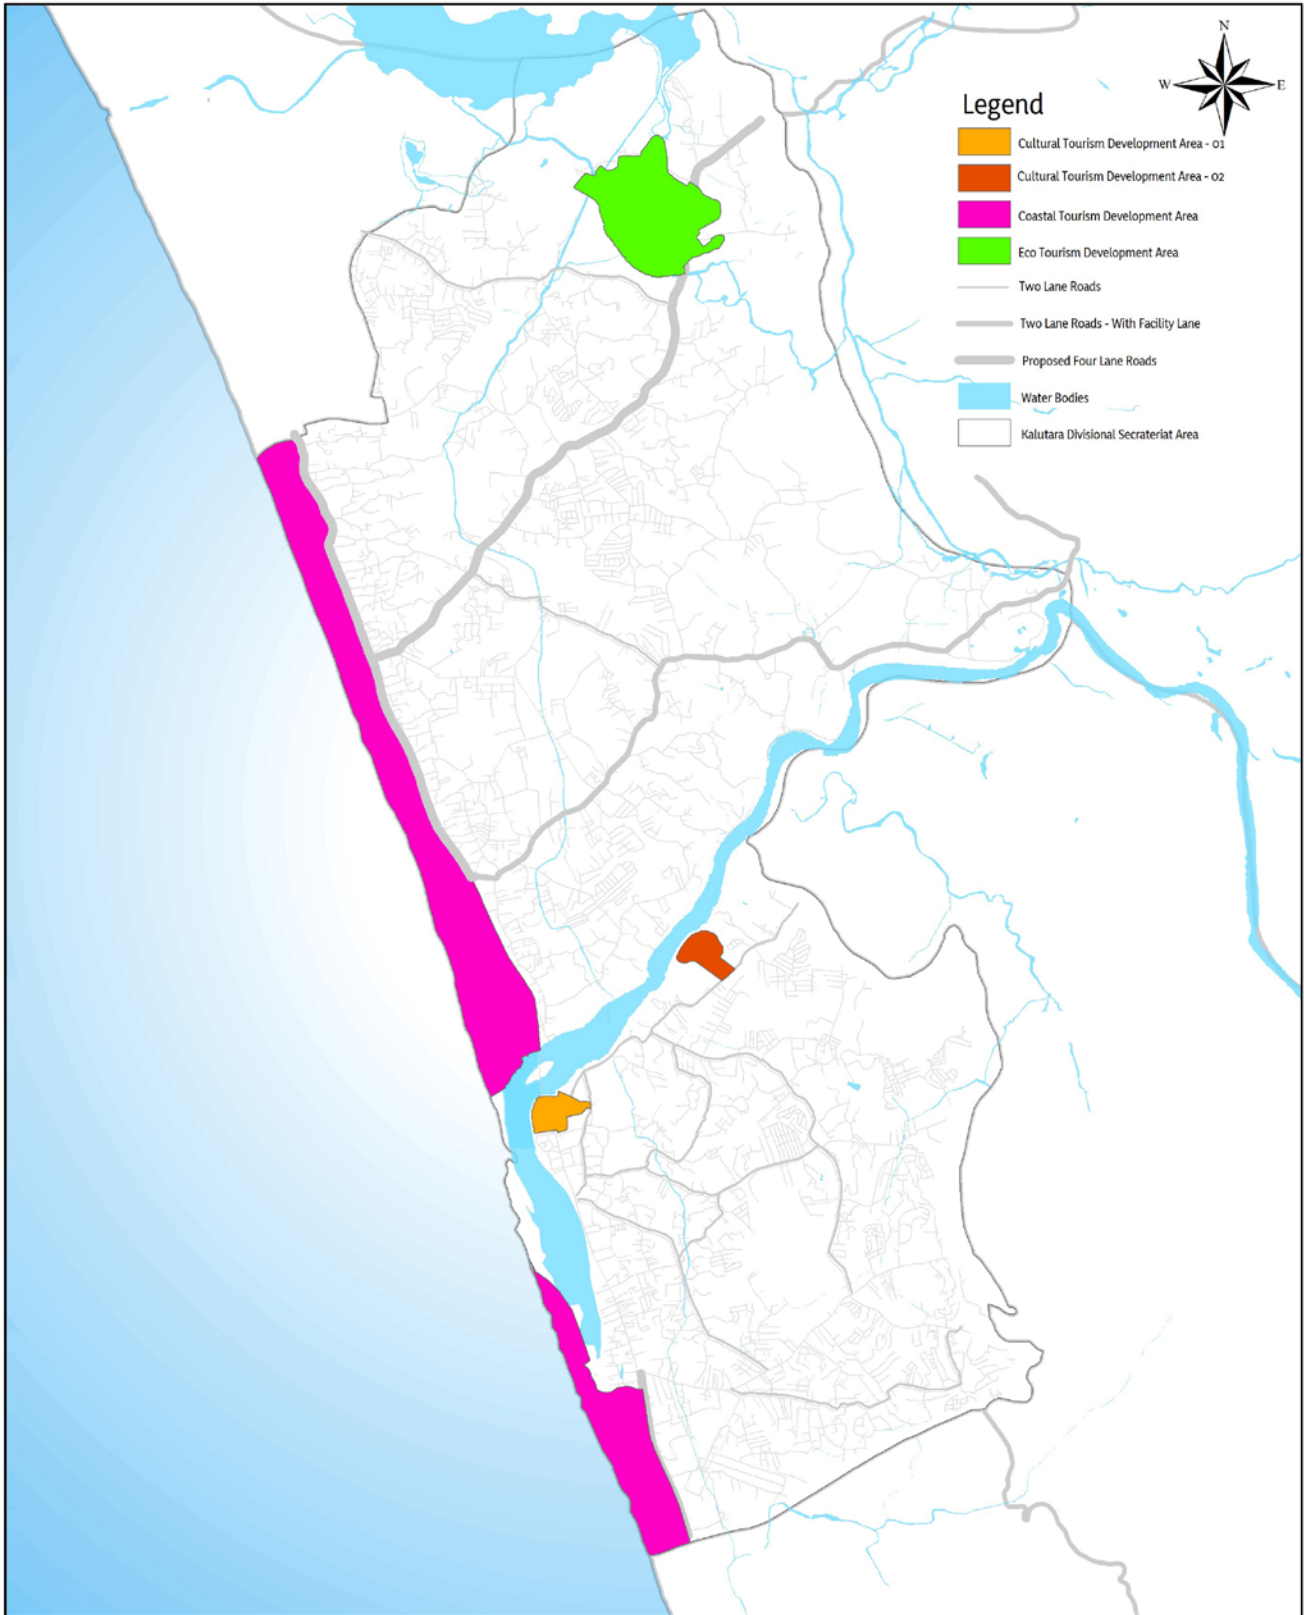 N
W
E
Legend
Cultural Tourism Development Area - 01
Cultural Tourism Development Area - 02
Coastal Tourism Development Area
Eco Tourism Development Area
Two Lane Roads
Two Lane Roads - With Facility Lane
Proposed Four Lane Roads
Water Bodies
Kalutara Divisional Secrateriat Area